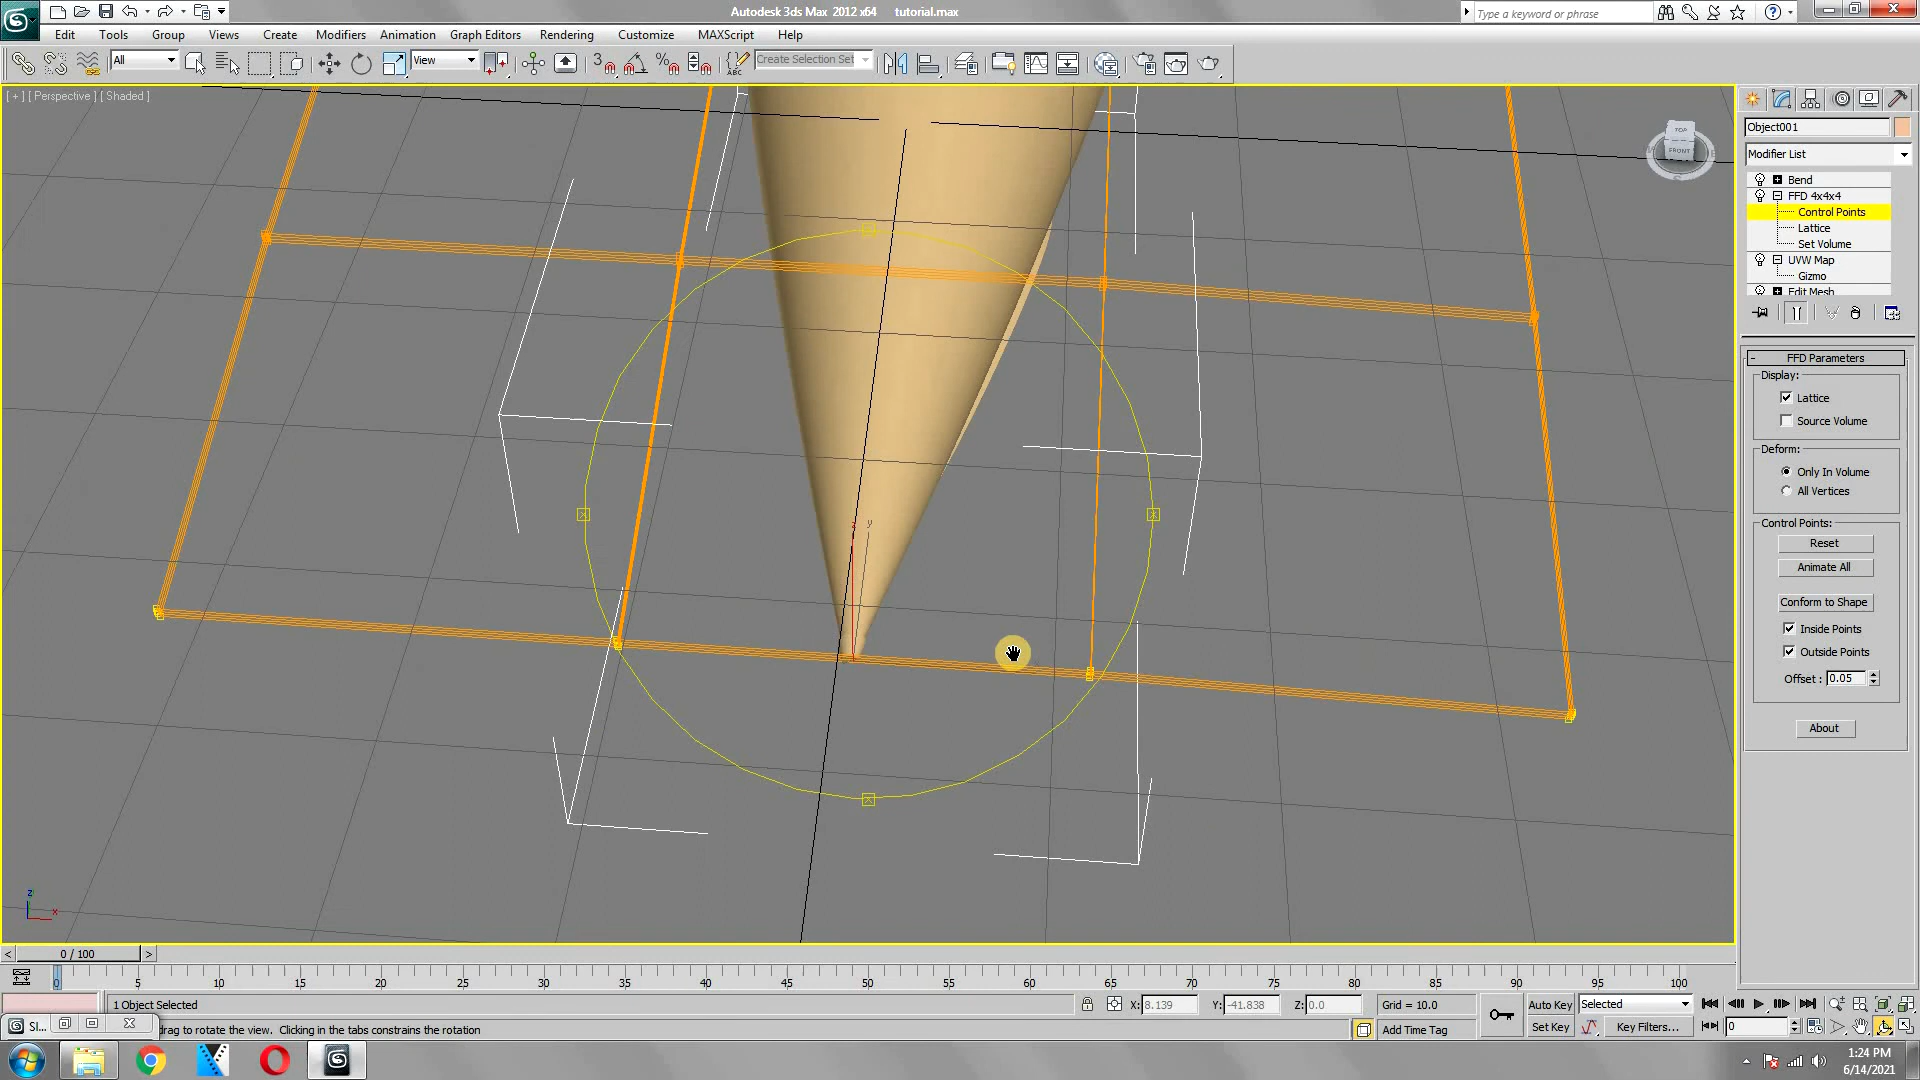 Autodesk 3ds Max 2012 x64 tutorial.max
Type a keyword or phrase
Edit Tools Group Views Create Modifiers Animation Graph Editors Rendering Customize MAXScript Help
All View 3 ABC Create Selection Set
[ + ] [ Perspective ] [ Shaded ]
TOP
FRONT
S
Object001
Modifier List
Bend
FFD 4x4x4
Control Points
Lattice
Set Volume
UVW Map
Gizmo
Edit Mesh
FFD Parameters
Display:
Lattice
Source Volume
Deform:
Only In Volume
All Vertices
Control Points:
Reset
Animate All
Conform to Shape
Inside Points
Outside Points
Offset : 0.05
About
z y
z
x
< 0 / 100 >
0 5 10 15 20 25 30 35 40 45 50 55 60 65 70 75 80 85 90 95 100
1 Object Selected X: 8.139 Y: -41.838 Z: 0.0 Grid = 10.0 Auto Key Selected
Sl... drag to rotate the view. Clicking in the tabs constrains the rotation Add Time Tag Set Key Key Filters... 0
1:24 PM
6/14/2021